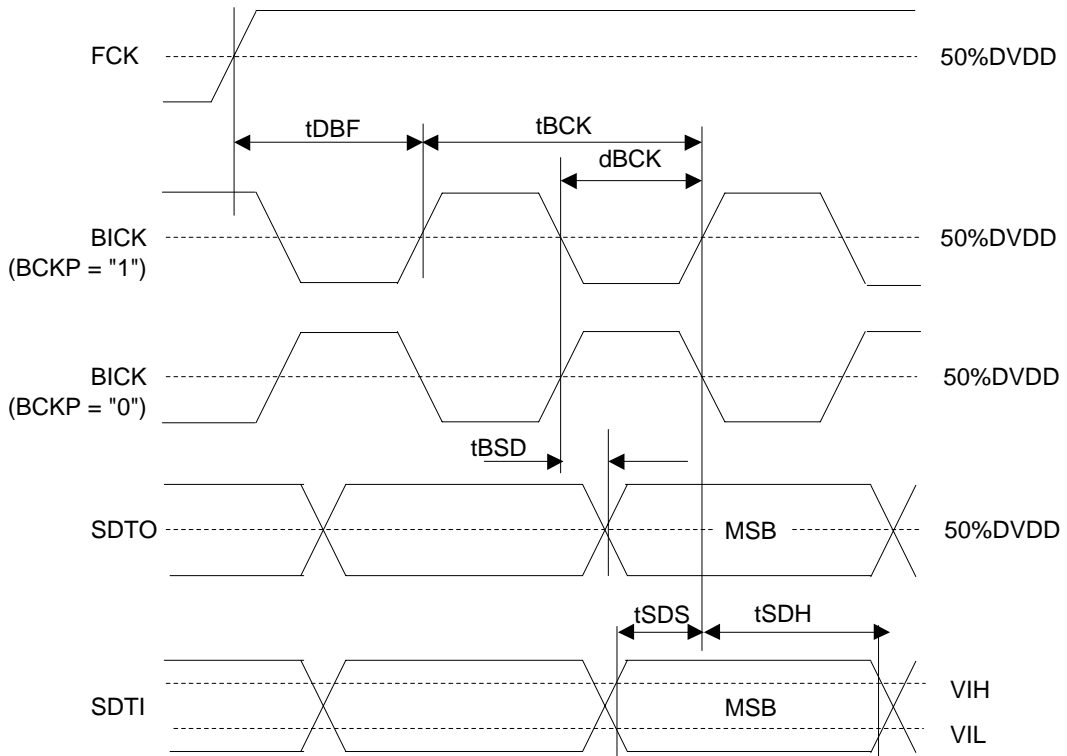 FCK
50%DVDD
tDBF
tBCK
dBCK
BICK
(BCKP = "1")
50%DVDD
BICK
(BCKP = "0")
50%DVDD
tBSD
SDTO
MSB
50%DVDD
tSDS
tSDH
SDTI
MSB
VIH
VIL